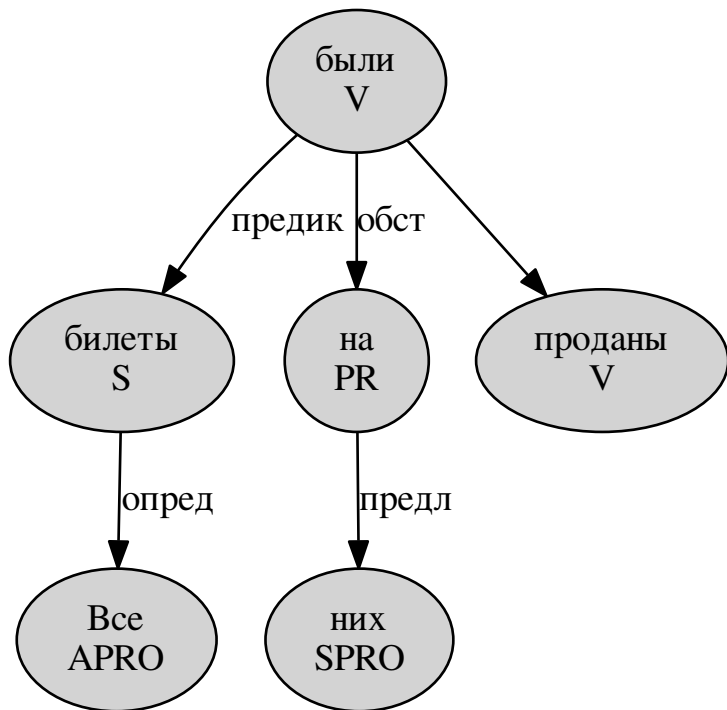 были
V
предик
обст
билеты
S
на
PR
проданы
V
опред
предл
Все
APRO
них
SPRO